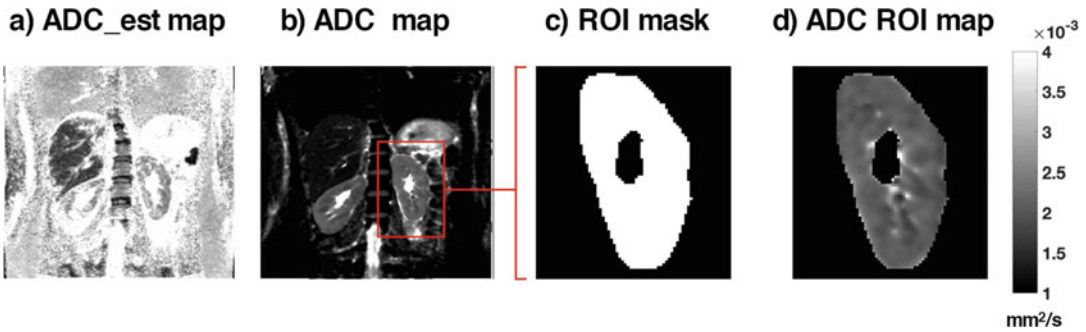 a) ADC_est map
b) ADC map
c) ROI mask
d) ADC ROI map
×10⁻³
4
3.5
3
2.5
2
1.5
1
mm²/s